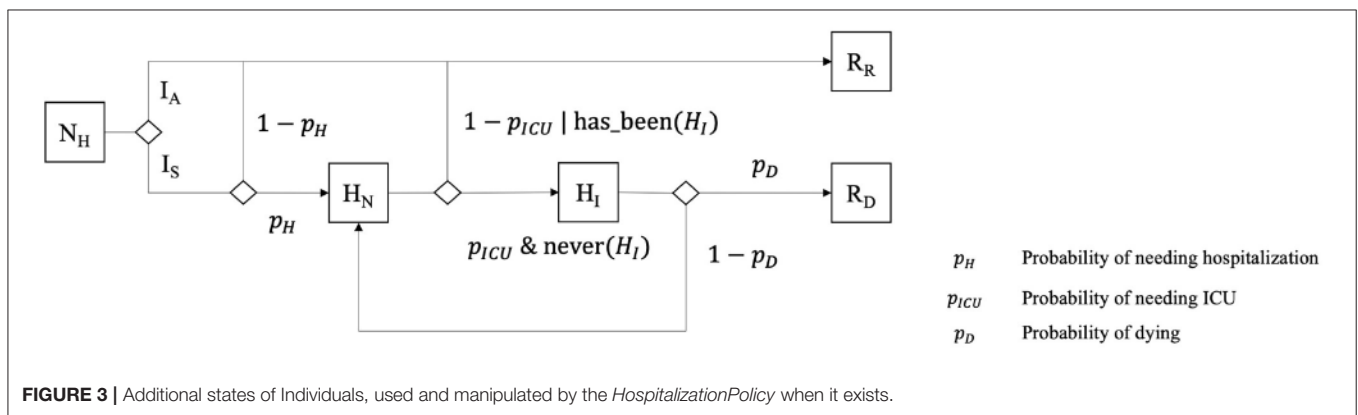 R_R
I_A
N_H
1 − p_H
1 − p_ICU | has_been(H_I)
I_S
p_D
H_N
H_I
R_D
p_H
p_ICU & never(H_I)
1 − p_D
p_H Probability of needing hospitalization
p_ICU Probability of needing ICU
p_D Probability of dying
FIGURE 3 | Additional states of Individuals, used and manipulated by the HospitalizationPolicy when it exists.